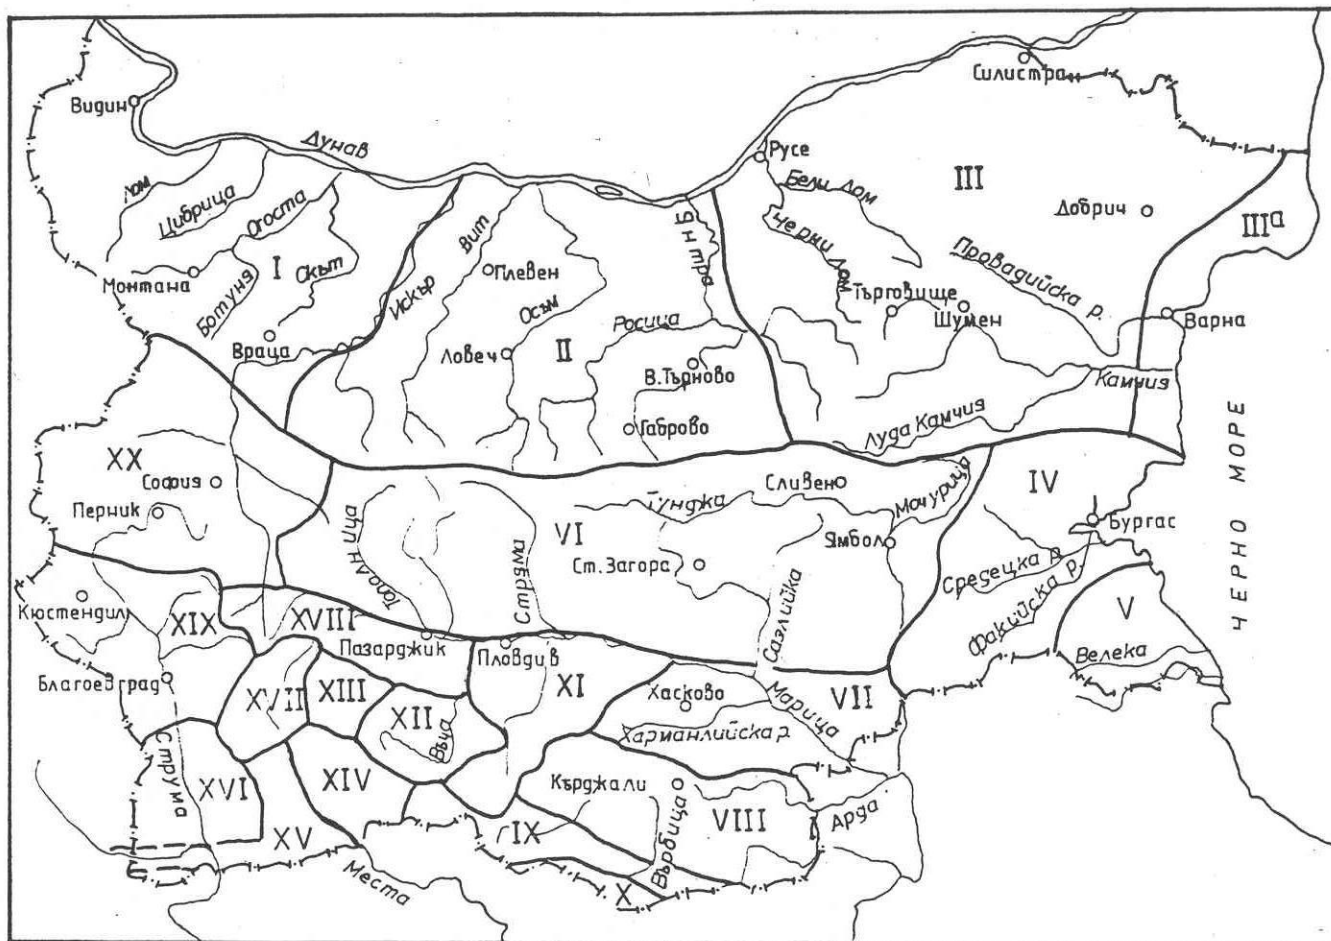 Силистра
Видин
Дунав
Русе
Бели Лом
III
Лом
Цибрица
Огоста
Вит
Янтра
Черни Лом
Добрич
IIIа
Монтана
Ботуня
I
Скът
Искър
Плевен
Осъм
Провадийска р.
Търговище
Шумен
Варна
Враца
Ловеч
II
Росица
В.Търново
Камчия
Габрово
Луда Камчия
XX
София
Перник
Сливен
Тунджа
Мочурица
IV
Бургас
ЧЕРНО МОРЕ
Тополница
VI
Стряма
Ст.Загора
Ямбол
Средецка р.
Факийска р.
V
Велека
Кюстендил
XIX
XVIII
Пазарджик
Пловдив
Сазлийка
Благоевград
XVII
XIII
XII
Въча
XI
Хасково
Марица
VII
Харманлийска р
Струма
XVI
XIV
Кърджали
VIII
Арда
XV
IX
Върбица
Места
X